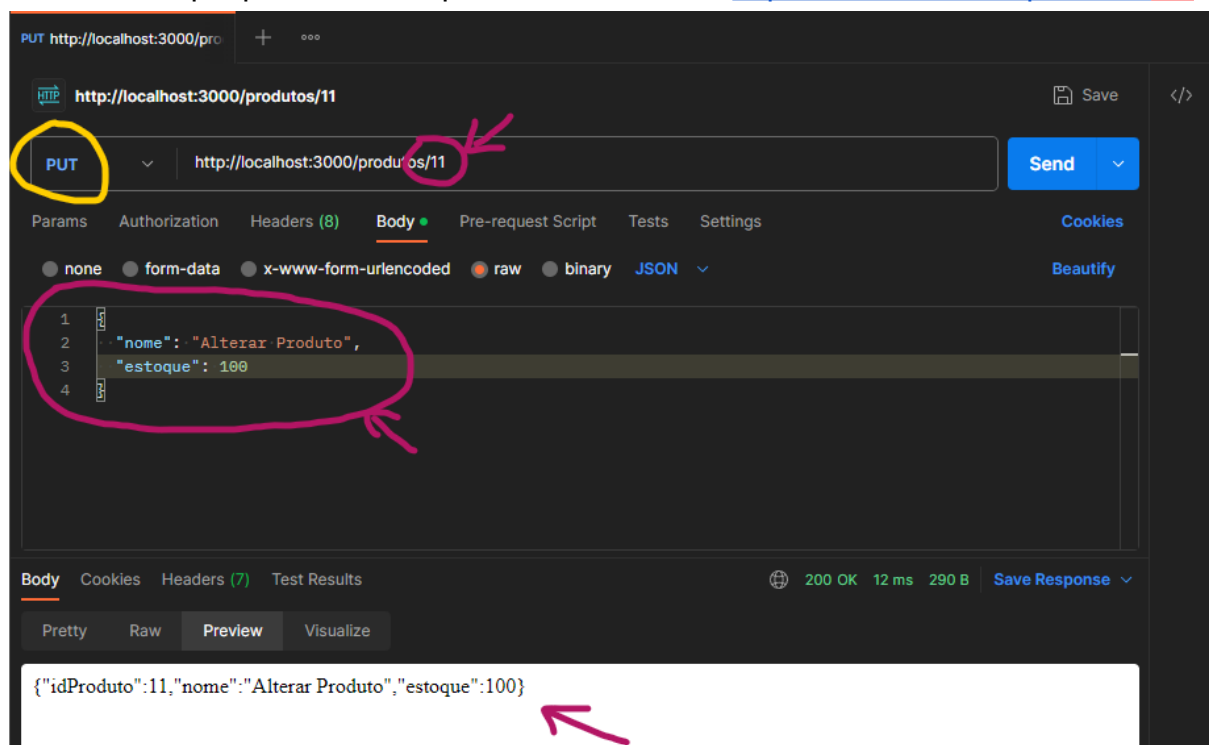 PUT http://localhost:3000/pro
HTTP http://localhost:3000/produtos/11
Save
PUT http://localhost:3000/produtos/11
Send
Params Authorization Headers (8) Body Pre-request Script Tests Settings Cookies
none form-data x-www-form-urlencoded raw binary JSON Beautify
1 {
2 "nome": "Alterar Produto",
3 "estoque": 100
4 }
Body Cookies Headers (7) Test Results 200 OK 12 ms 290 B Save Response
Pretty Raw Preview Visualize
{"idProduto":11,"nome":"Alterar Produto","estoque":100}